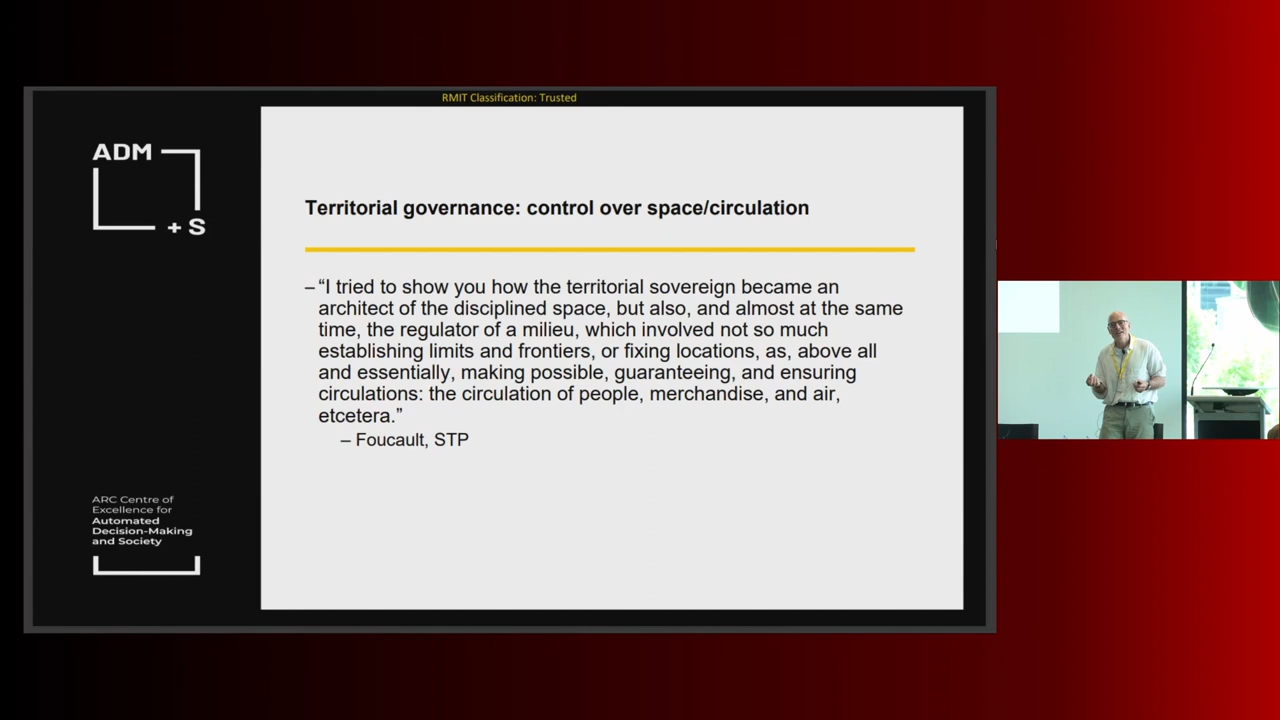 RMIT Classification: Trusted
ADM
+ S
Territorial governance: control over space/circulation
– “I tried to show you how the territorial sovereign became an
architect of the disciplined space, but also, and almost at the same
time, the regulator of a milieu, which involved not so much
establishing limits and frontiers, or fixing locations, as, above all
and essentially, making possible, guaranteeing, and ensuring
circulations: the circulation of people, merchandise, and air,
etcetera.”
– Foucault, STP
ARC Centre of
Excellence for
Automated
Decision-Making
and Society